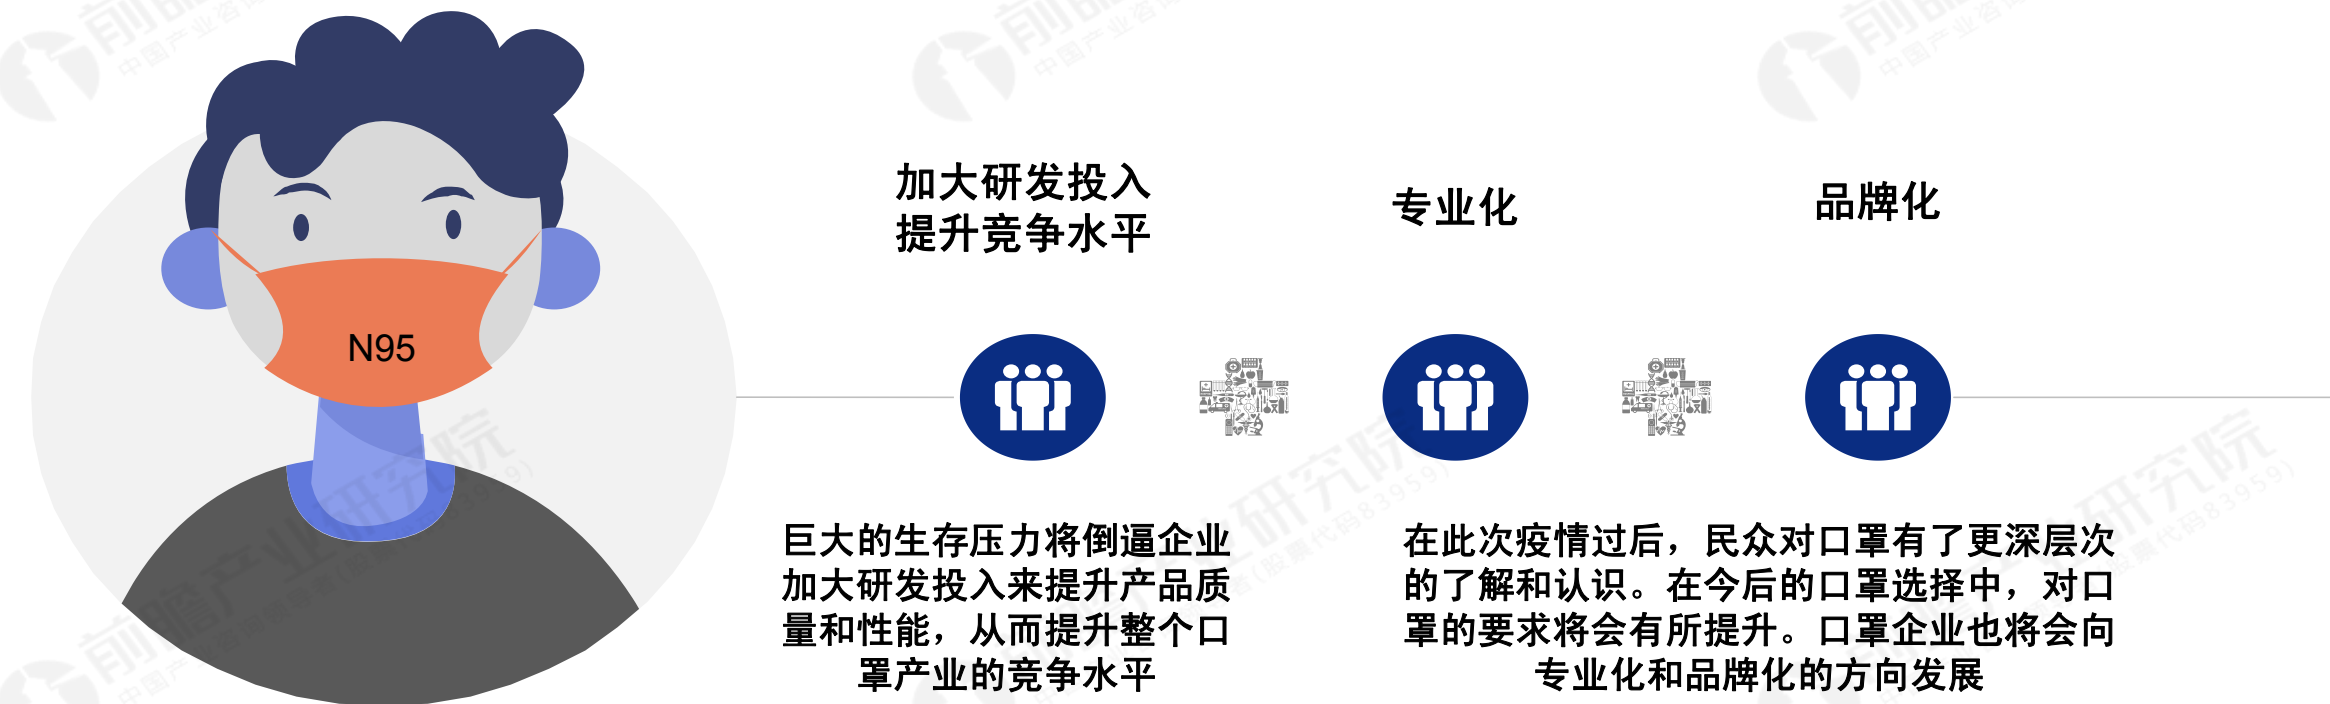 N95
加大研发投入
提升竞争水平
专业化
品牌化
巨大的生存压力将倒逼企业
加大研发投入来提升产品质
量和性能，从而提升整个口
罩产业的竞争水平
在此次疫情过后，民众对口罩有了更深层次
的了解和认识。在今后的口罩选择中，对口
罩的要求将会有所提升。口罩企业也将会向
专业化和品牌化的方向发展